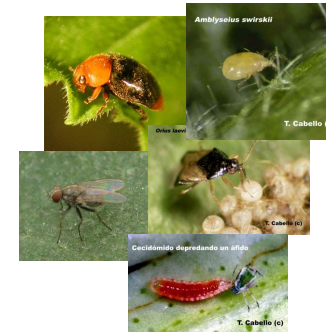 Amblyseius swirskii
T. Cabello (
Orius laevi
T. Cabello (c)
Cecidómido depredando un áfido
T. Cabello (c)